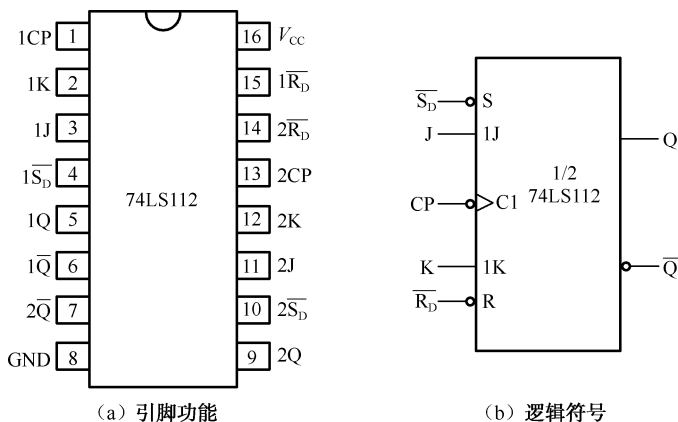 1CP 1 16 V_CC
1K 2 15 1R̅_D̅
1J 3 14 2R̅_D̅
1S̅_D̅ 4 13 2CP
74LS112
1Q 5 12 2K
1Q̅ 6 11 2J
2Q̅ 7 10 2S̅_D̅
GND 8 9 2Q
(a) 引脚功能
S̅_D̅ S
J 1J Q
1/2
74LS112
CP C1
K 1K Q̅
R̅_D̅ R
(b) 逻辑符号